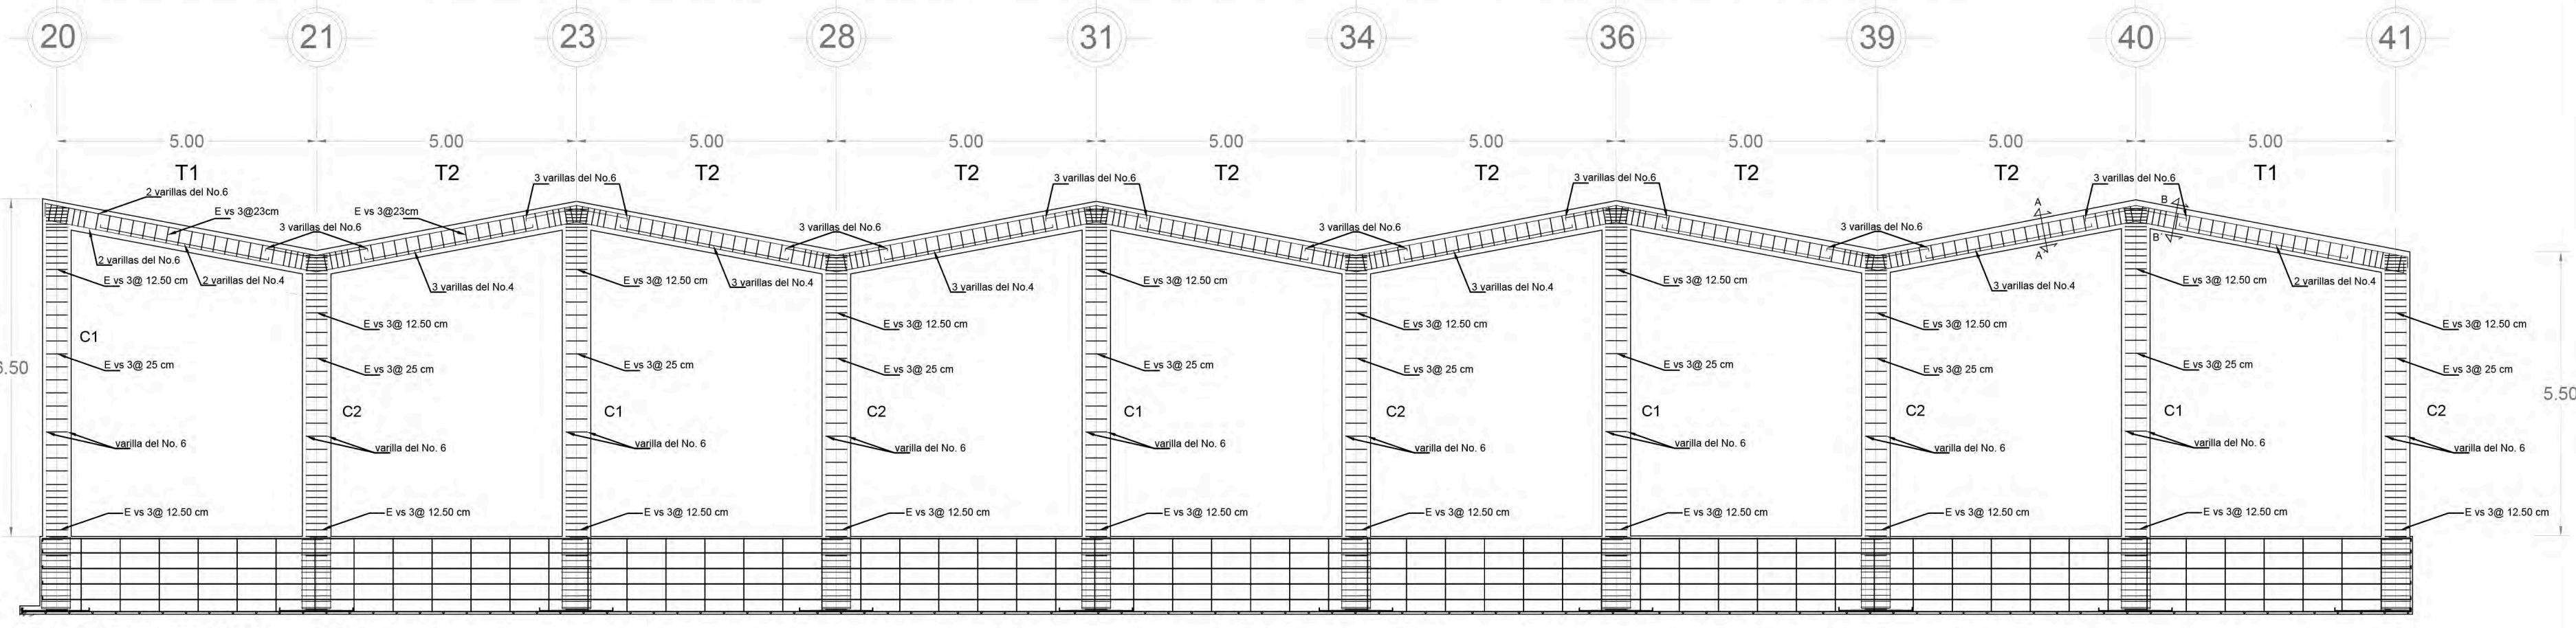 20 21 23 28 31 34 36 39 40 41
5.00 5.00 5.00 5.00 5.00 5.00 5.00 5.00 5.00
T1 T2 T2 T2 T2 T2 T2 T2 T1
3 varillas del No.6 3 varillas del No.6 3 varillas del No.6 3 varillas del No.6
2 varillas del No.6
A B
E vs 3@23cm E vs 3@23cm
3 varillas del No.6 3 varillas del No.6 3 varillas del No.6 3 varillas del No.6
B´
A´
2 varillas del No.6
E vs 3@ 12.50 cm 2 varillas del No.4 3 varillas del No.4 E vs 3@ 12.50 cm 3 varillas del No.4 3 varillas del No.4 E vs 3@ 12.50 cm 3 varillas del No.4 E vs 3@ 12.50 cm 3 varillas del No.4 E vs 3@ 12.50 cm 2 varillas del No.4
E vs 3@ 12.50 cm E vs 3@ 12.50 cm E vs 3@ 12.50 cm E vs 3@ 12.50 cm E vs 3@ 12.50 cm
C1
6.50 E vs 3@ 25 cm E vs 3@ 25 cm E vs 3@ 25 cm E vs 3@ 25 cm E vs 3@ 25 cm E vs 3@ 25 cm E vs 3@ 25 cm E vs 3@ 25 cm E vs 3@ 25 cm E vs 3@ 25 cm
5.50
C2 C1 C2 C1 C2 C1 C2 C1 C2
varilla del No. 6 varilla del No. 6 varilla del No. 6 varilla del No. 6 varilla del No. 6 varilla del No. 6 varilla del No. 6 varilla del No. 6 varilla del No. 6 varilla del No. 6
E vs 3@ 12.50 cm E vs 3@ 12.50 cm E vs 3@ 12.50 cm E vs 3@ 12.50 cm E vs 3@ 12.50 cm E vs 3@ 12.50 cm E vs 3@ 12.50 cm E vs 3@ 12.50 cm E vs 3@ 12.50 cm E vs 3@ 12.50 cm